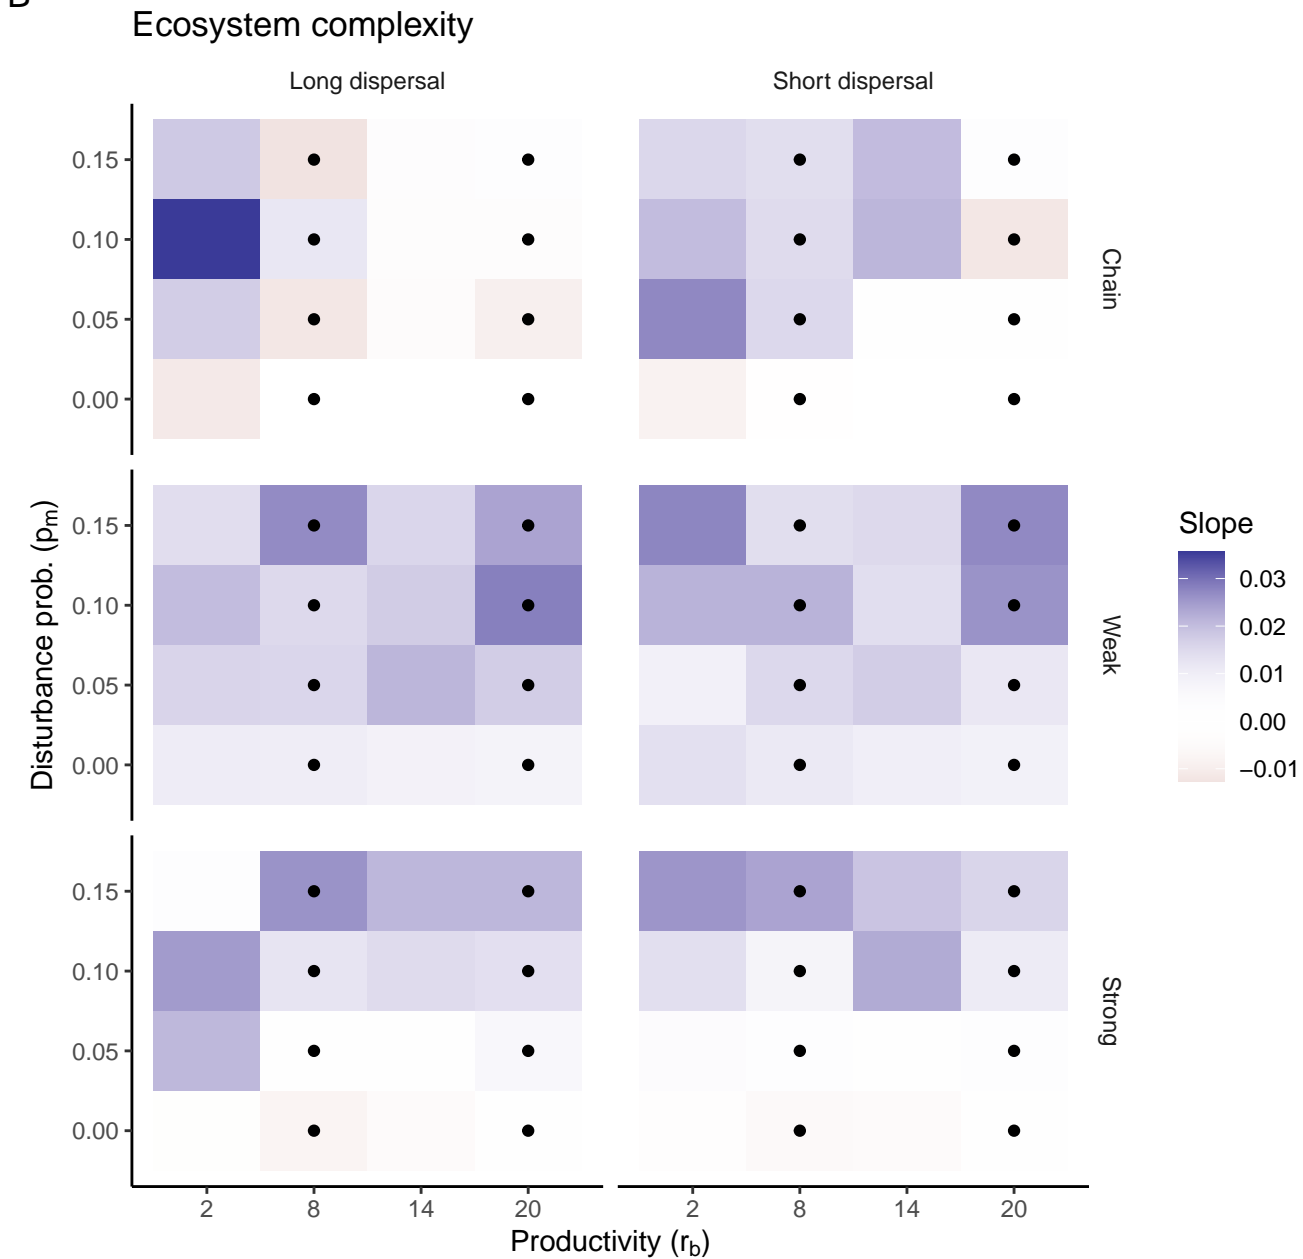 B
Ecosystem complexity
Long dispersal
Short dispersal
0.15
0.10
0.05
0.00
Chain
0.15
0.10
0.05
0.00
Weak
0.15
0.10
0.05
0.00
Strong
Disturbance prob. (pm)
2 8 14 20
2 8 14 20
Productivity (rb)
Slope
0.03
0.02
0.01
0.00
−0.01